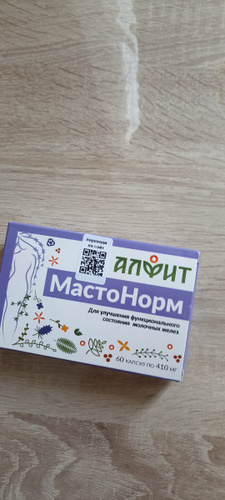 АЛФИТ
МастоНорм
Для улучшения функционального
состояния молочных желез
60 капсул по 410 мг